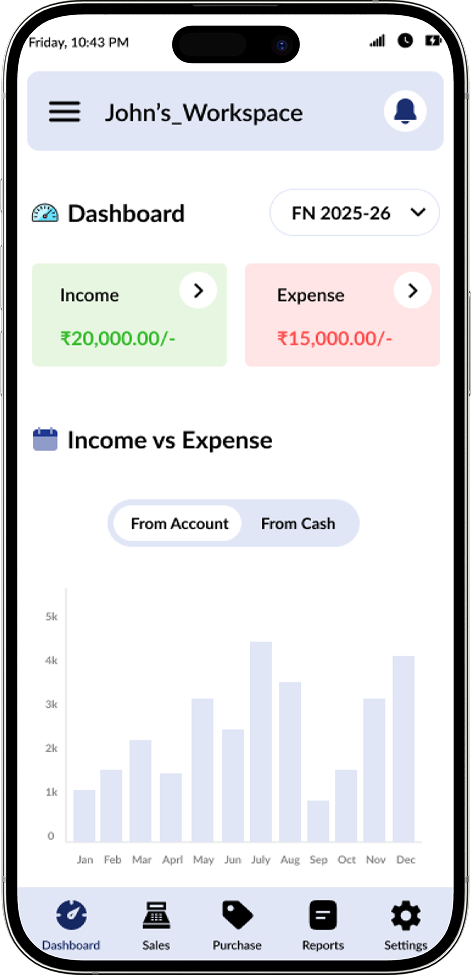 Friday, 10:43 PM
John’s_Workspace
Dashboard
FN 2025-26
Income
Expense
₹20,000.00/-
₹15,000.00/-
Income vs Expense
From Account
From Cash
5k
4k
3k
2k
1k
0
Jan Feb Mar Aprl May Jun July Aug Sep Oct Nov Dec
Dashboard Sales Purchase Reports Settings